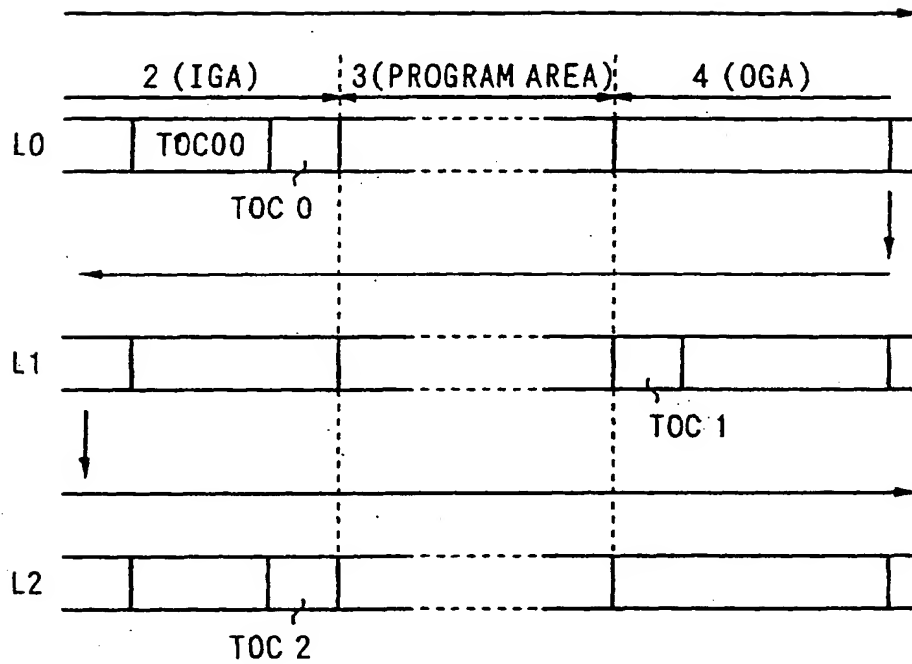 2 (IGA) 3(PROGRAM AREA) 4 (OGA)
L0 TOC00
TOC 0
L1
TOC 1
L2
TOC 2